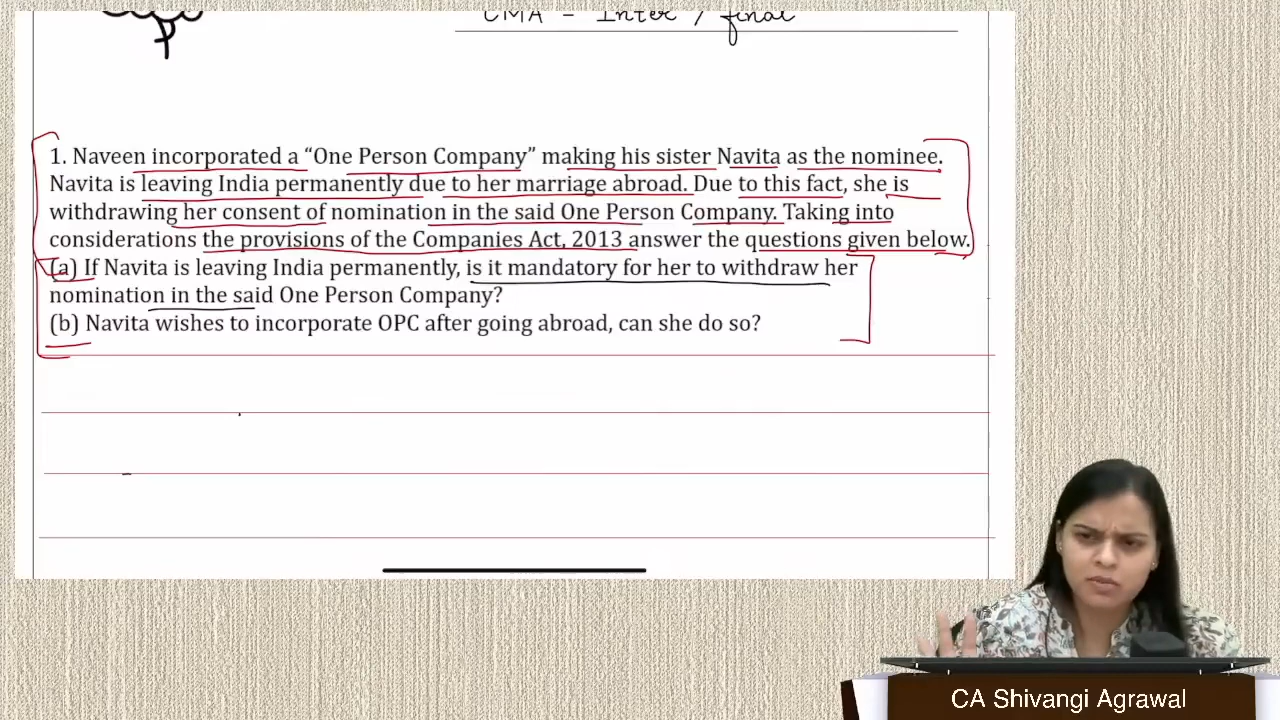 CMA - Inter / final
1. Naveen incorporated a “One Person Company” making his sister Navita as the nominee.
Navita is leaving India permanently due to her marriage abroad. Due to this fact, she is
withdrawing her consent of nomination in the said One Person Company. Taking into
considerations the provisions of the Companies Act, 2013 answer the questions given below.
(a) If Navita is leaving India permanently, is it mandatory for her to withdraw her
nomination in the said One Person Company?
(b) Navita wishes to incorporate OPC after going abroad, can she do so?
CA Shivangi Agrawal